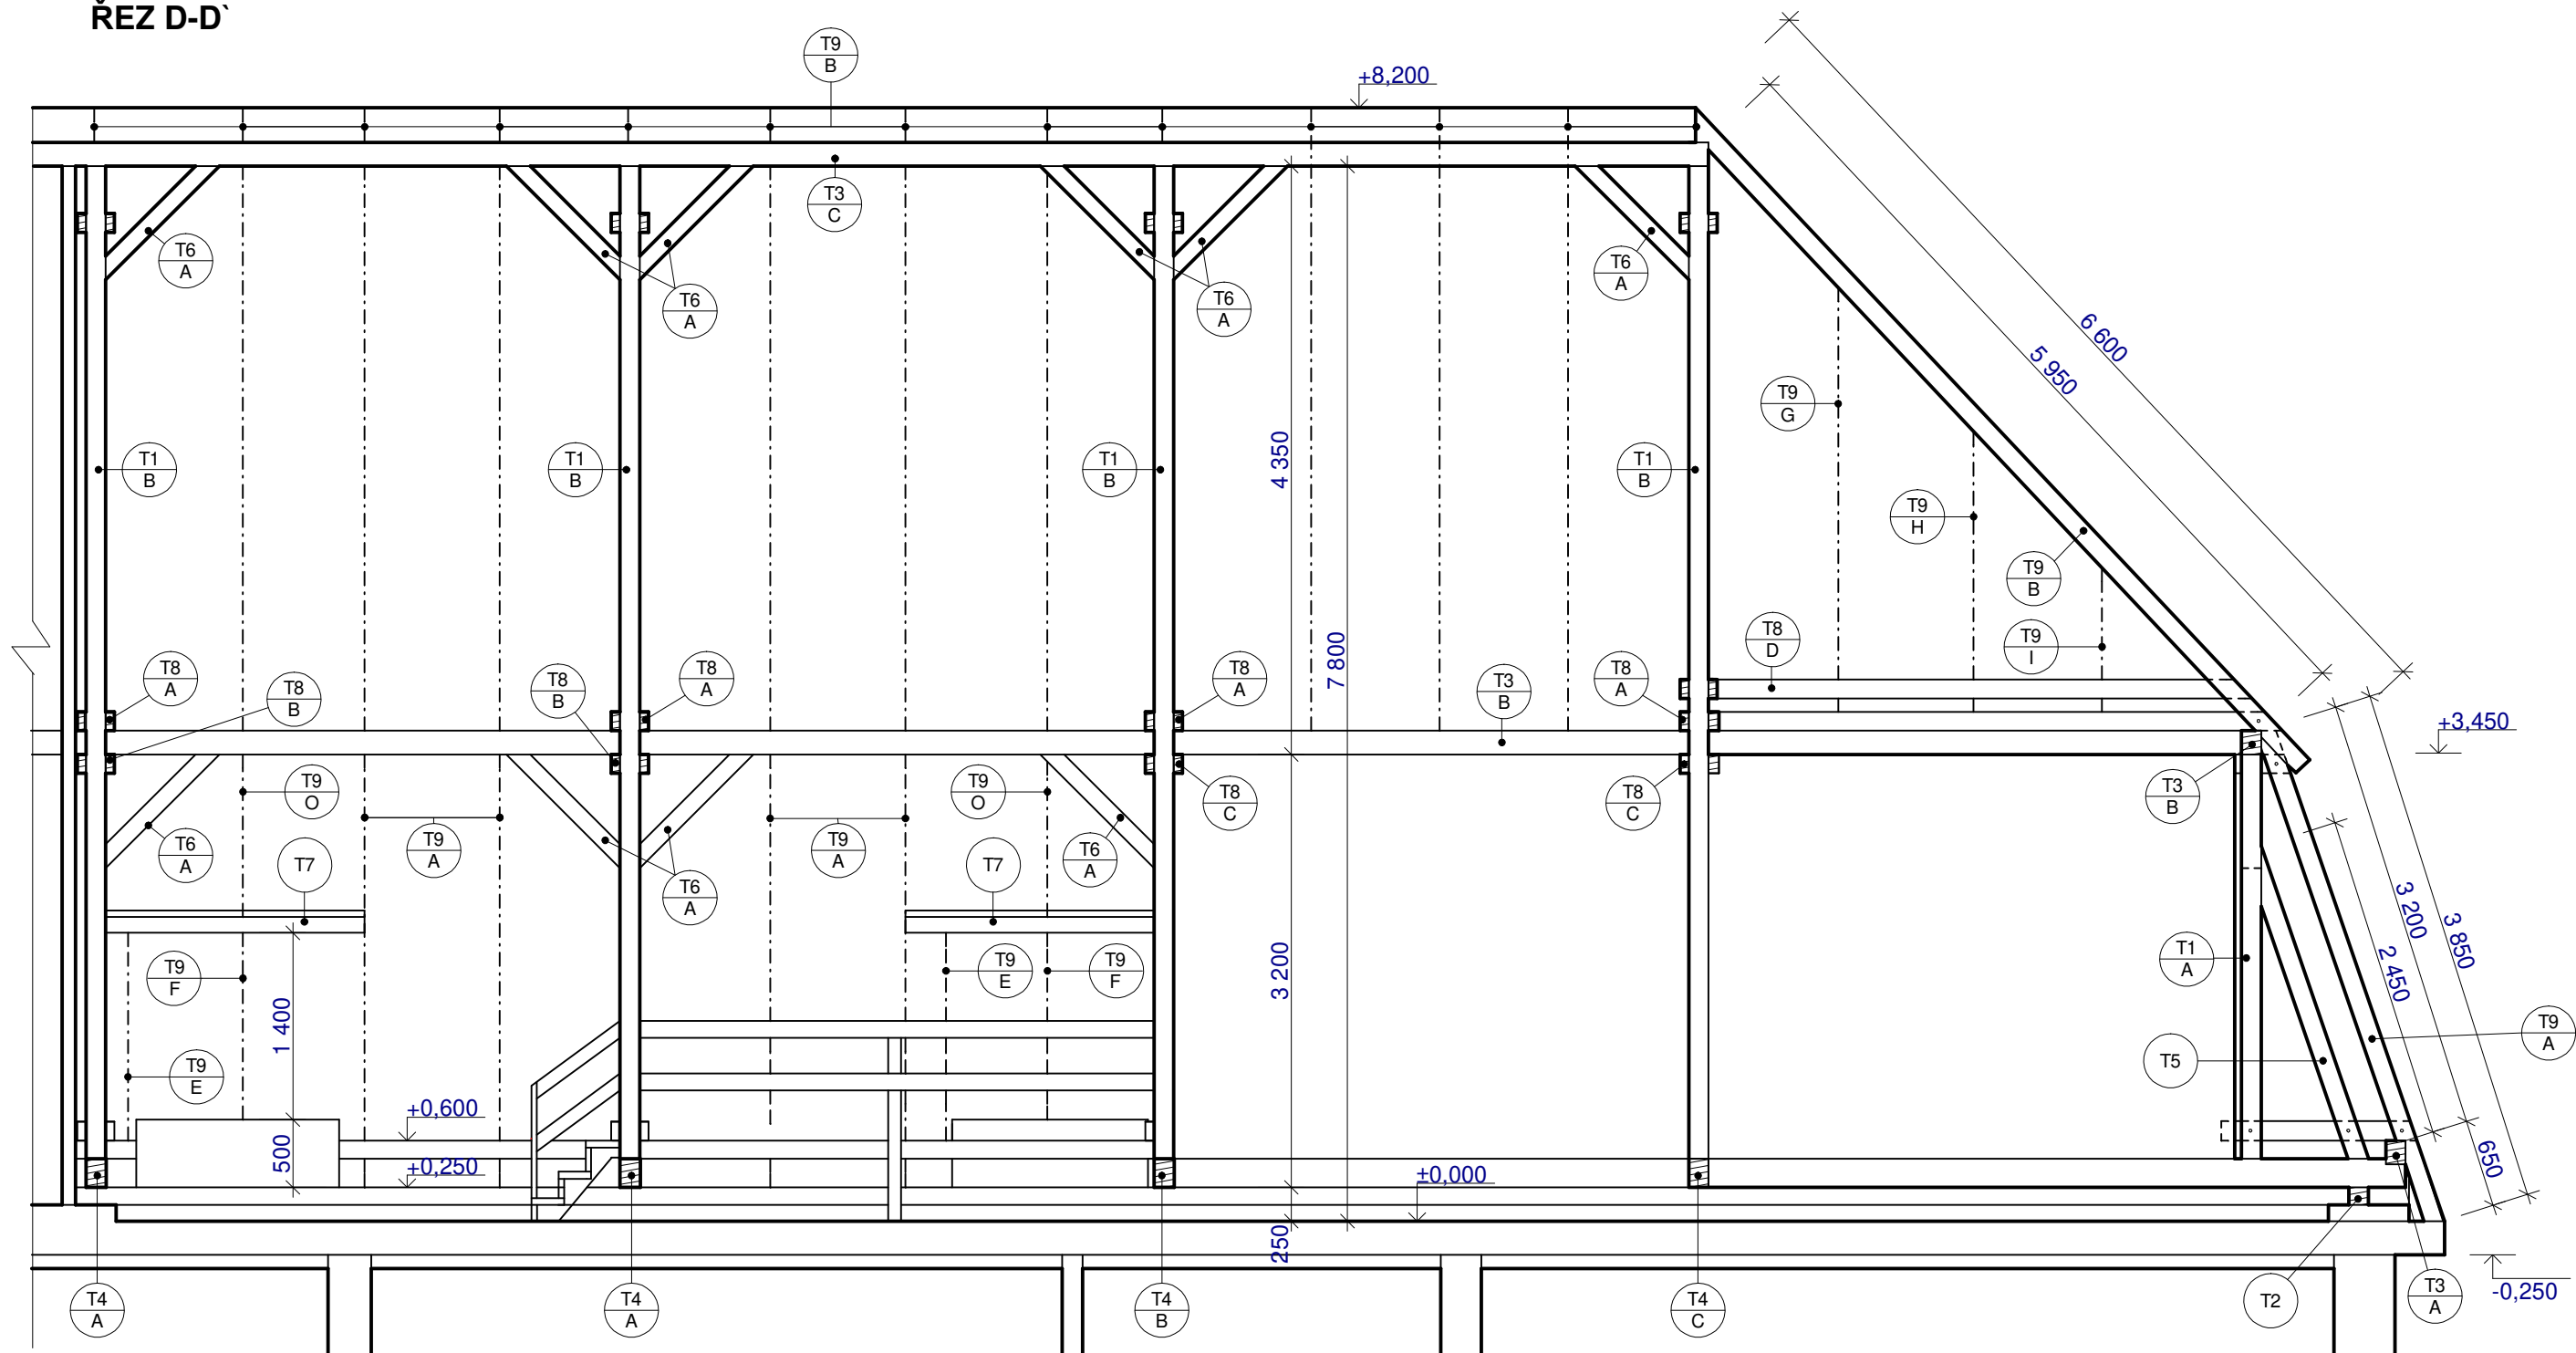 ŘEZ D-D`
T9
B
+8,200
T3
C
T6
A
T6
A
T6
A
T6
A
6 600
5 950
T9
G
T1
B
T1
B
T1
B
T1
B
4 350
T9
H
T9
B
T8
A
T8
B
T8
B
T8
A
T8
A
7 800
T3
B
T8
A
T8
D
T9
I
+3,450
T9
O
T9
O
T8
C
T8
C
T3
B
T6
A
T7
T9
A
T6
A
T9
A
T7
T6
A
3 200
3 850
2 450
T9
F
T9
E
T9
F
3 200
T1
A
1 400
T9
E
T5
T9
A
+0,600
500
+0,250
±0,000
650
250
T4
A
T4
A
T4
B
T4
C
T2
T3
A
-0,250